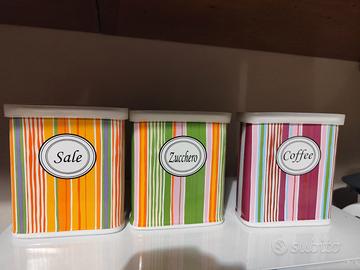 Sale
Zucchero
Coffee
subito